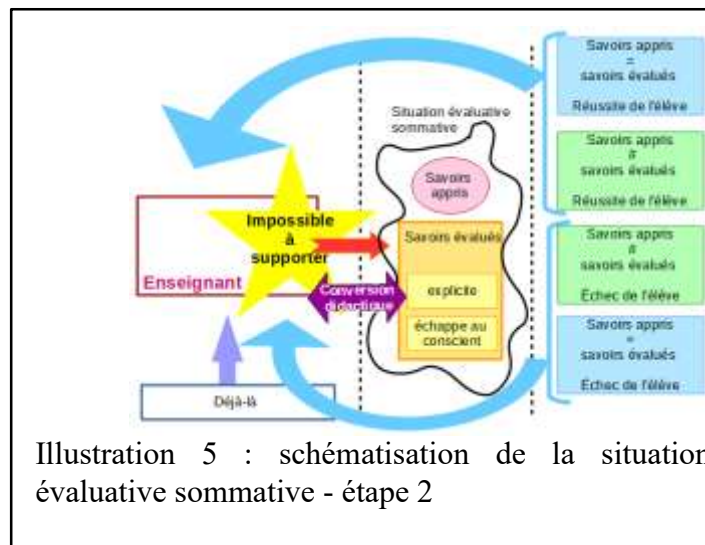 Situation évaluative
sommative
Savoirs
appris
Savoirs évalués
explicite
échappe au
conscient
Impossible
à
supporter
Enseignant
Conversion
didactique
Déjà-là
Savoirs appris
=
savoirs évalués
Réussite de l'élève
Savoirs appris
#
savoirs évalués
Réussite de l'élève
Savoirs appris
#
savoirs évalués
Echec de l'élève
Savoirs appris
=
savoirs évalués
Echec de l'élève
Illustration 5 : schématisation de la situation
évaluative sommative - étape 2